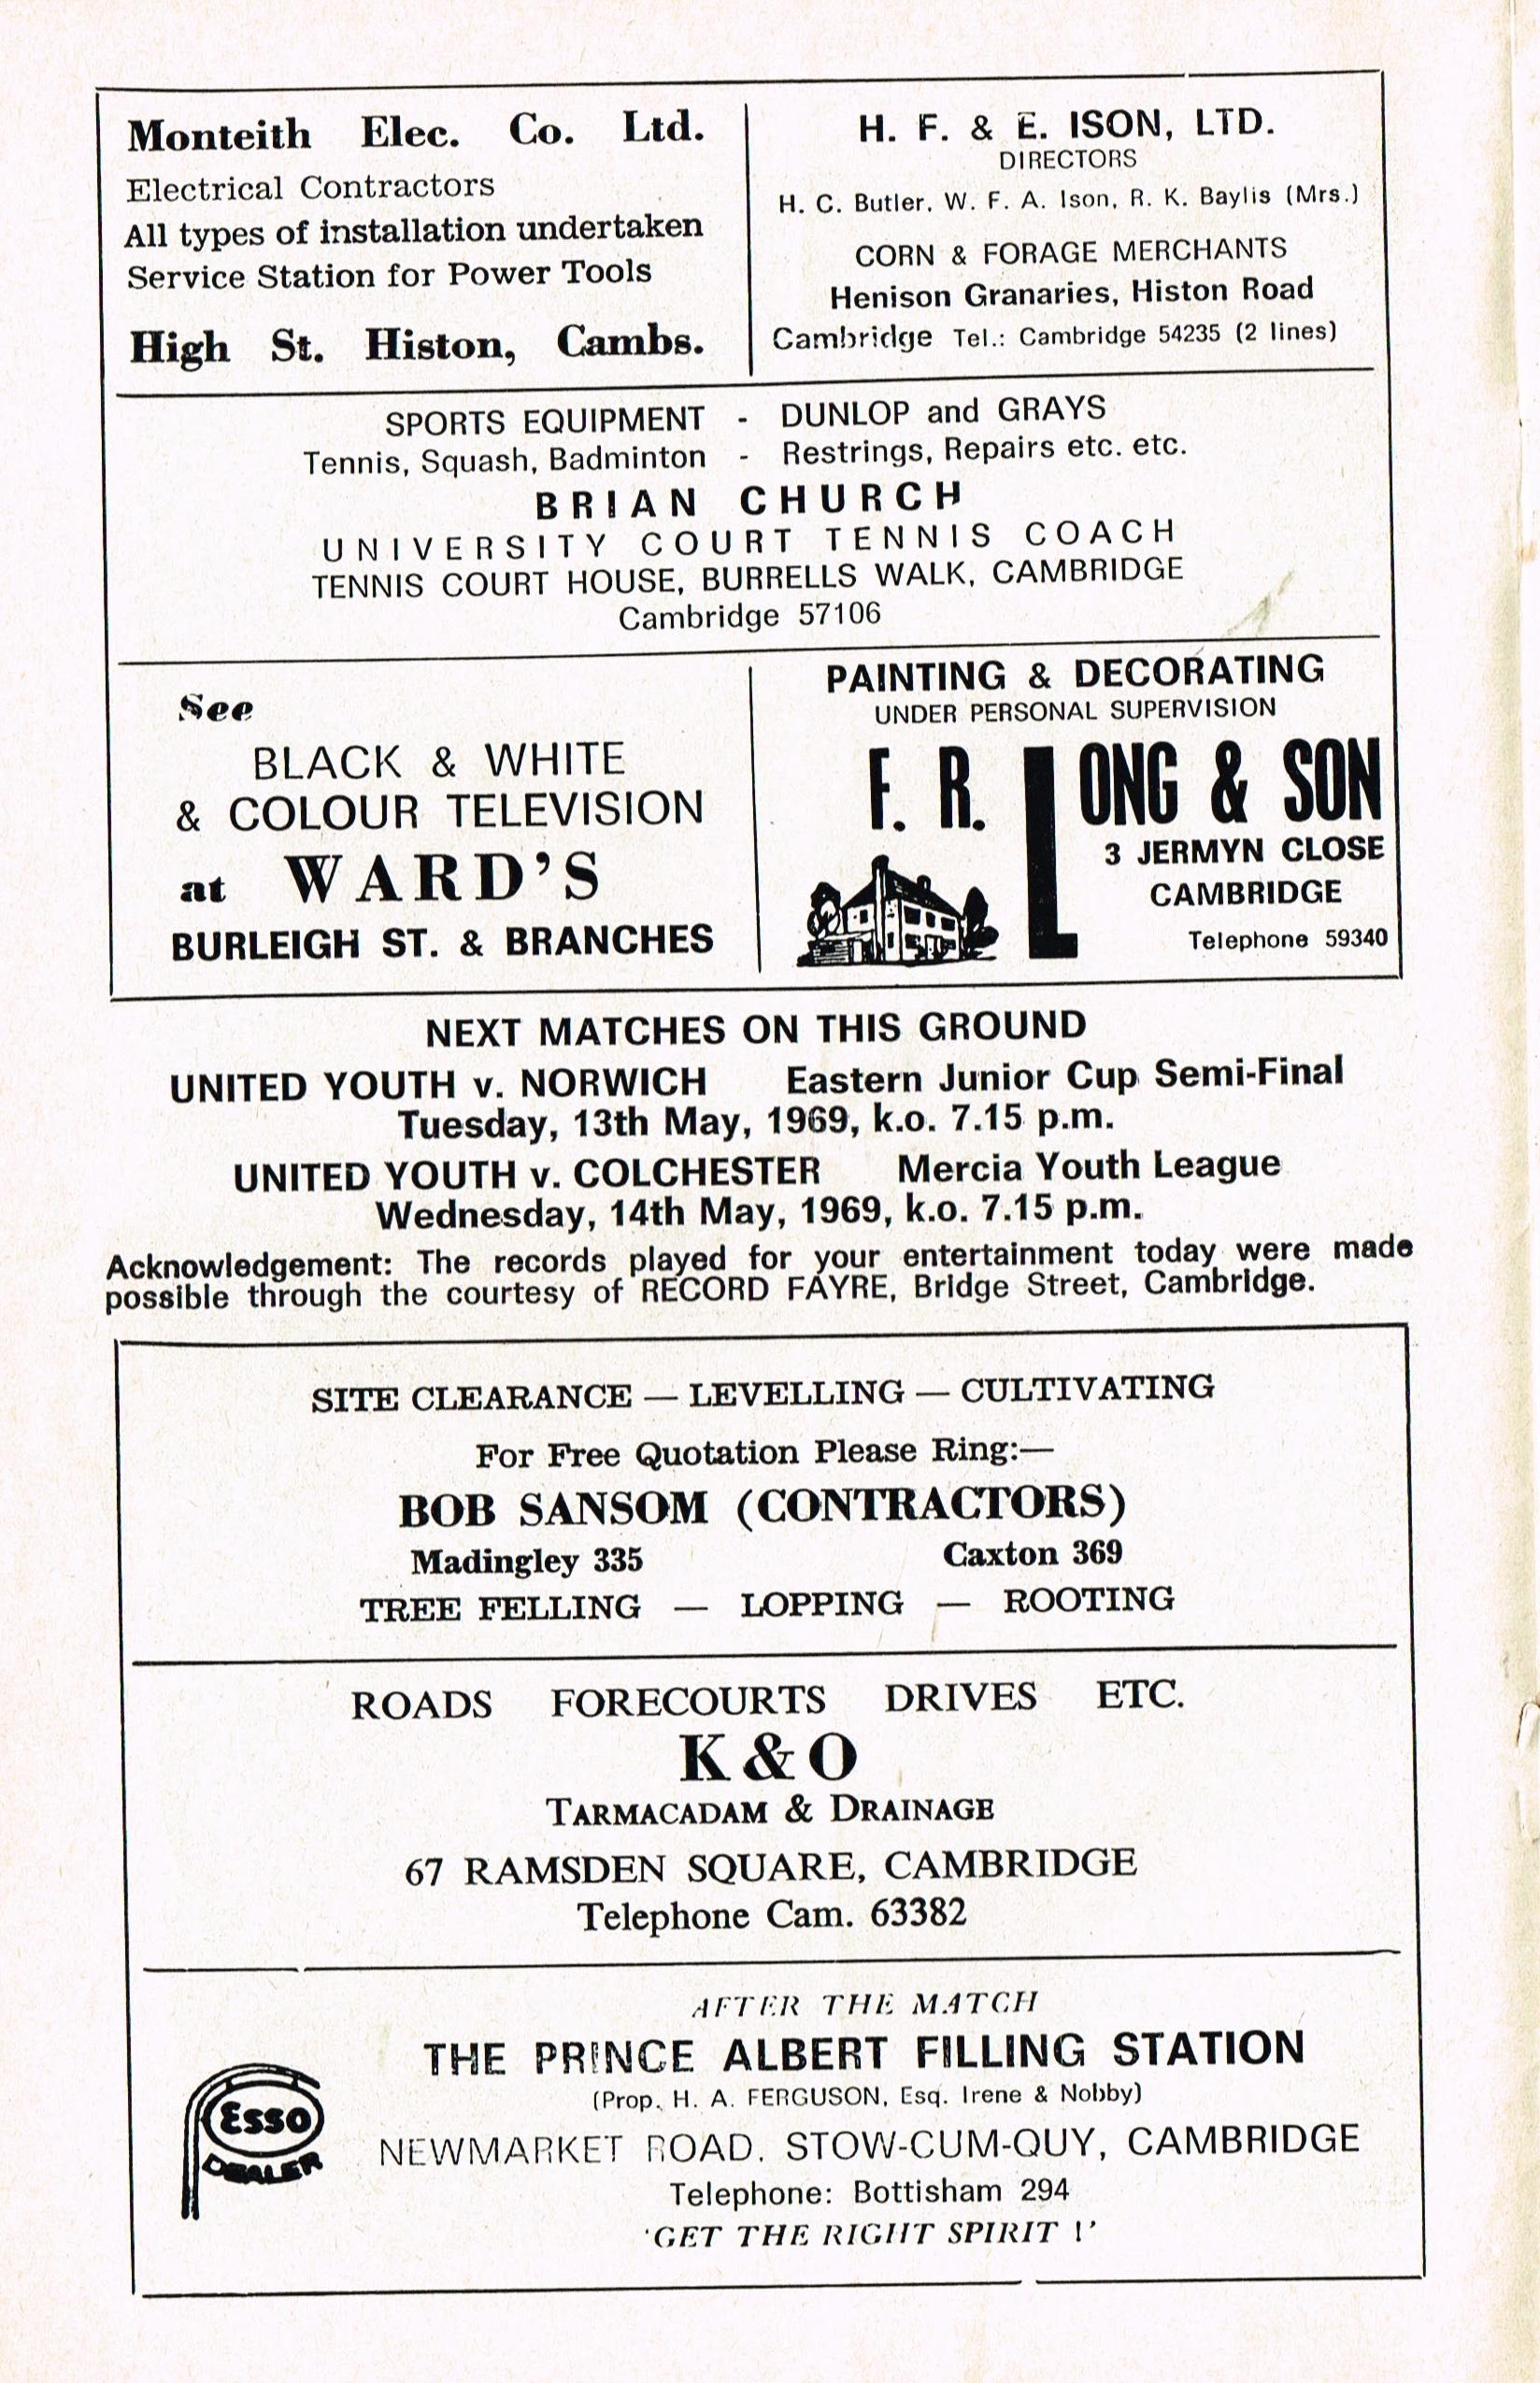 Monteith Elec. Co. Ltd.
Electrical Contractors
All types of installation undertaken
Service Station for Power Tools
High St. Histon, Cambs.
H. F. & E. ISON, LTD.
DIRECTORS
H. C. Butler, W. F. A. Ison, R. K. Baylis (Mrs.)
CORN & FORAGE MERCHANTS
Henison Granaries, Histon Road
Cambridge Tel.: Cambridge 54235 (2 lines)
SPORTS EQUIPMENT - DUNLOP and GRAYS
Tennis, Squash, Badminton - Restrings, Repairs etc. etc.
BRIAN CHURCH
UNIVERSITY COURT TENNIS COACH
TENNIS COURT HOUSE, BURRELLS WALK, CAMBRIDGE
Cambridge 57106
See
BLACK & WHITE
& COLOUR TELEVISION
at WARD'S
BURLEIGH ST. & BRANCHES
PAINTING & DECORATING
UNDER PERSONAL SUPERVISION
F. R. LONG & SON
3 JERMYN CLOSE
CAMBRIDGE
Telephone 59340
NEXT MATCHES ON THIS GROUND
UNITED YOUTH v. NORWICH Eastern Junior Cup Semi-Final
Tuesday, 13th May, 1969, k.o. 7.15 p.m.
UNITED YOUTH v. COLCHESTER Mercia Youth League
Wednesday, 14th May, 1969, k.o. 7.15 p.m.
Acknowledgement: The records played for your entertainment today were made
possible through the courtesy of RECORD FAYRE, Bridge Street, Cambridge.
SITE CLEARANCE — LEVELLING — CULTIVATING
For Free Quotation Please Ring:—
BOB SANSOM (CONTRACTORS)
Madingley 335 Caxton 369
TREE FELLING — LOPPING — ROOTING
ROADS FORECOURTS DRIVES ETC.
K & O
TARMACADAM & DRAINAGE
67 RAMSDEN SQUARE, CAMBRIDGE
Telephone Cam. 63382
AFTER THE MATCH
THE PRINCE ALBERT FILLING STATION
(Prop. H. A. FERGUSON, Esq. Irene & Nobby)
NEWMARKET ROAD. STOW-CUM-QUY, CAMBRIDGE
Telephone: Bottisham 294
'GET THE RIGHT SPIRIT !'
Esso
DEALER